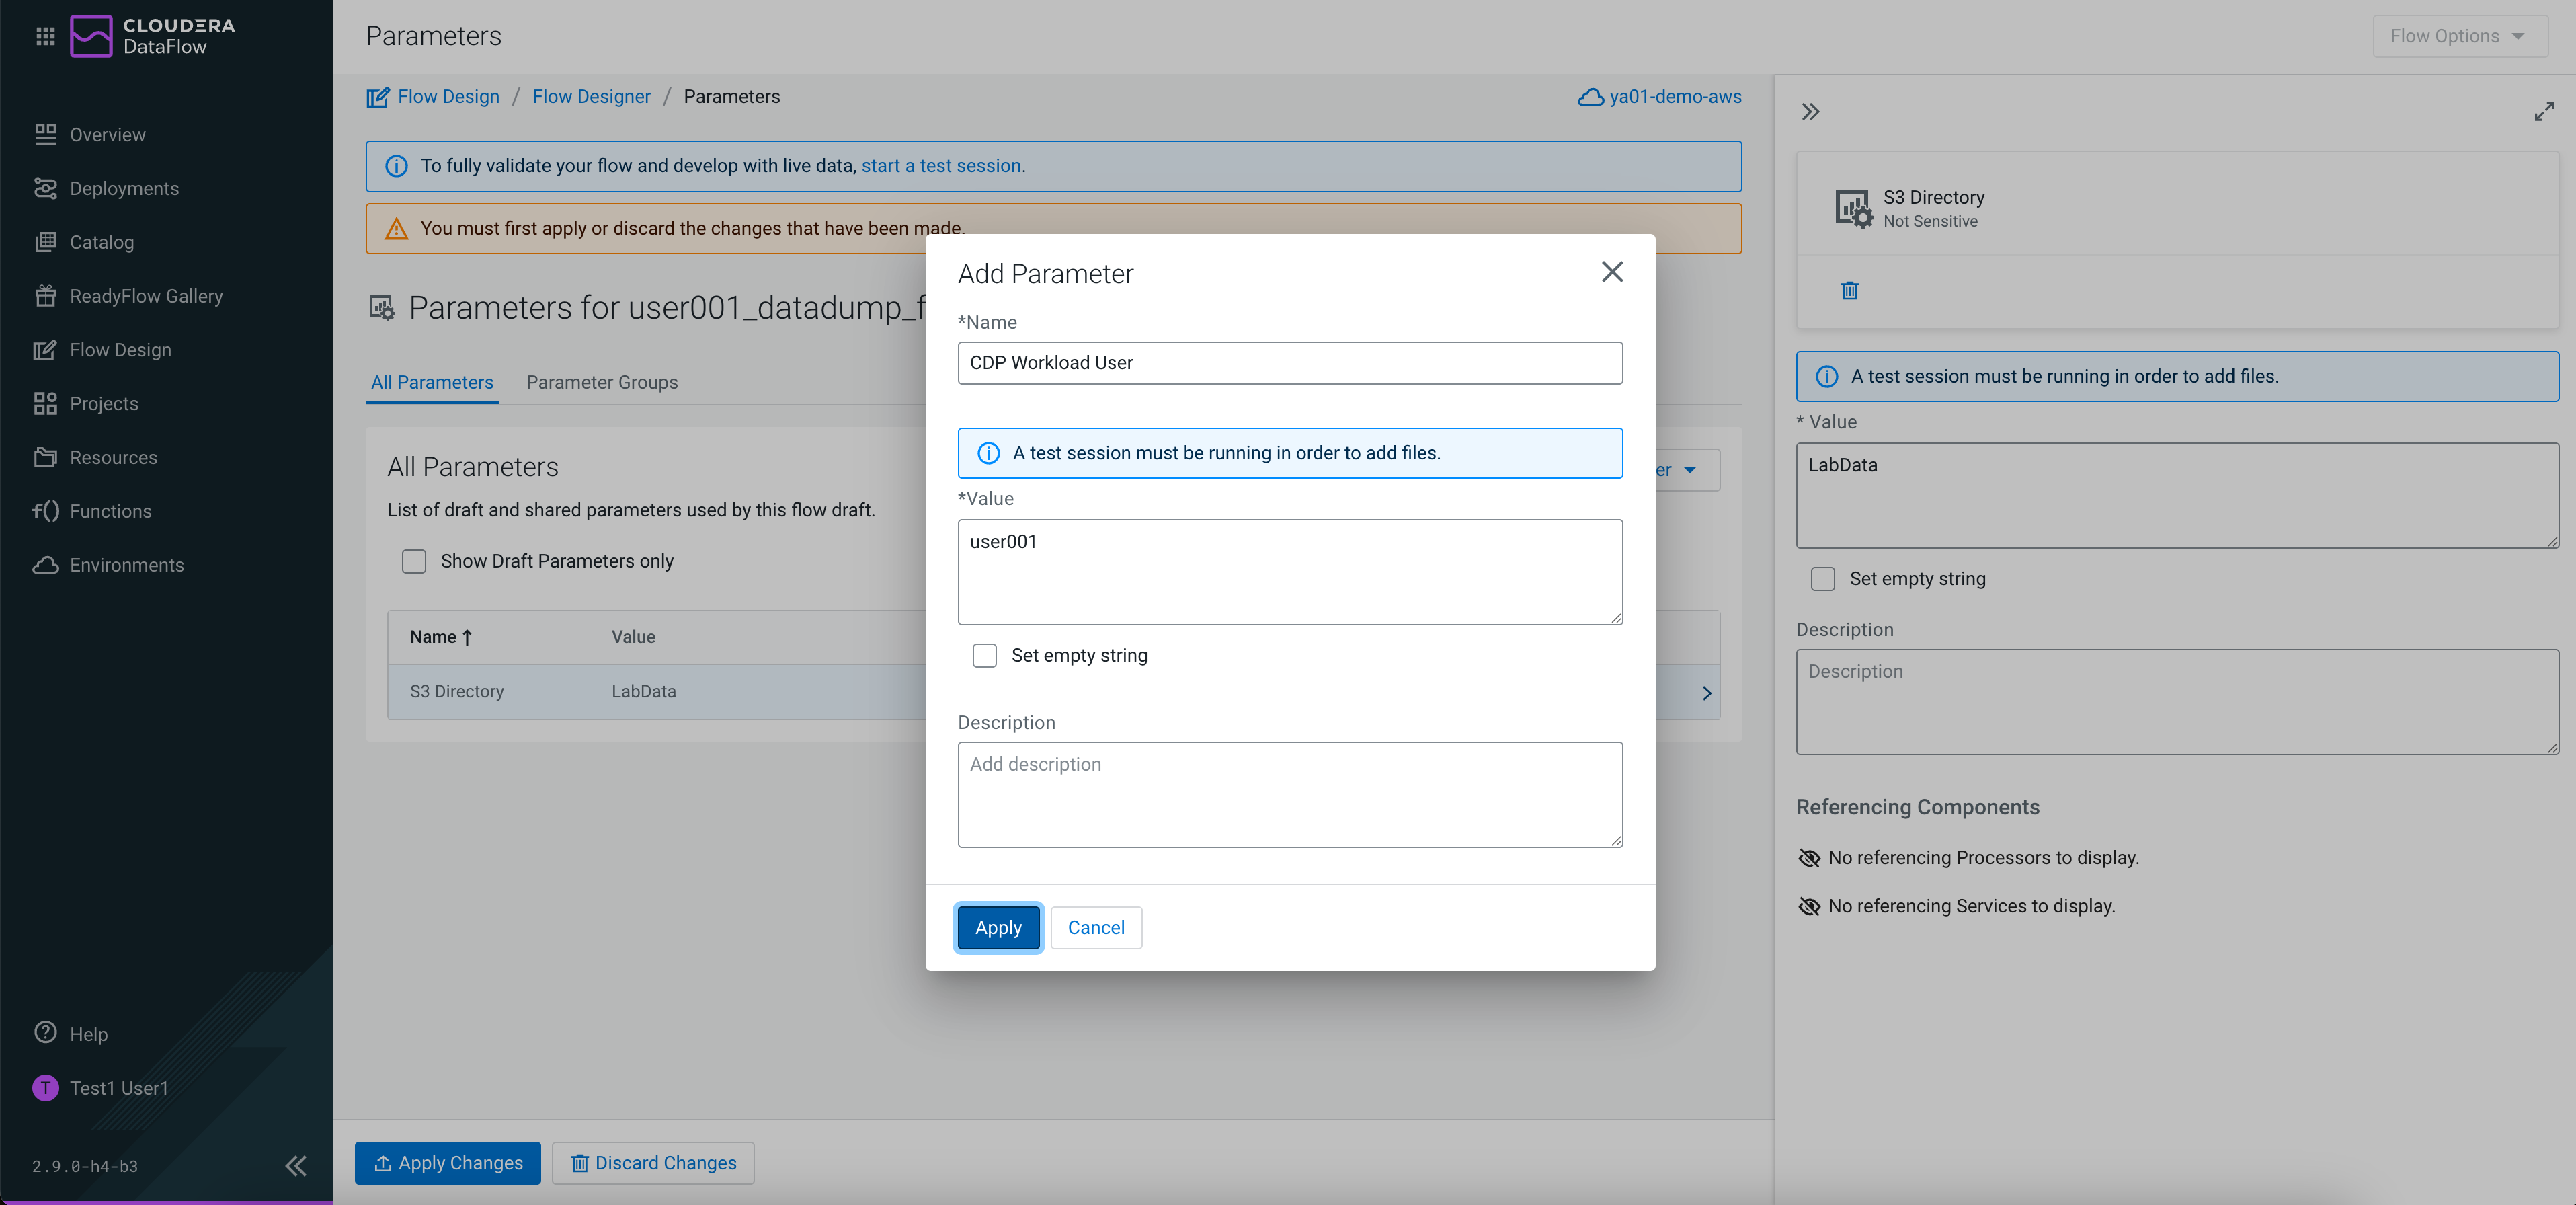 CLOUDERA
DataFlow
Overview
Deployments
Catalog
ReadyFlow Gallery
Flow Design
Projects
Resources
Functions
Environments
Help
T
Test1 User1
2.9.0-h4-b3
Parameters
Flow Options
Flow Design / Flow Designer / Parameters
ya01-demo-aws
To fully validate your flow and develop with live data, start a test session.
You must first apply or discard the changes that have been made.
Parameters for user001_datadump_f
All Parameters
Parameter Groups
All Parameters
er
List of draft and shared parameters used by this flow draft.
Show Draft Parameters only
Name
Value
S3 Directory
LabData
Apply Changes
Discard Changes
Add Parameter
*Name
CDP Workload User
A test session must be running in order to add files.
*Value
user001
Set empty string
Description
Add description
Apply
Cancel
S3 Directory
Not Sensitive
A test session must be running in order to add files.
* Value
LabData
Set empty string
Description
Description
Referencing Components
No referencing Processors to display.
No referencing Services to display.